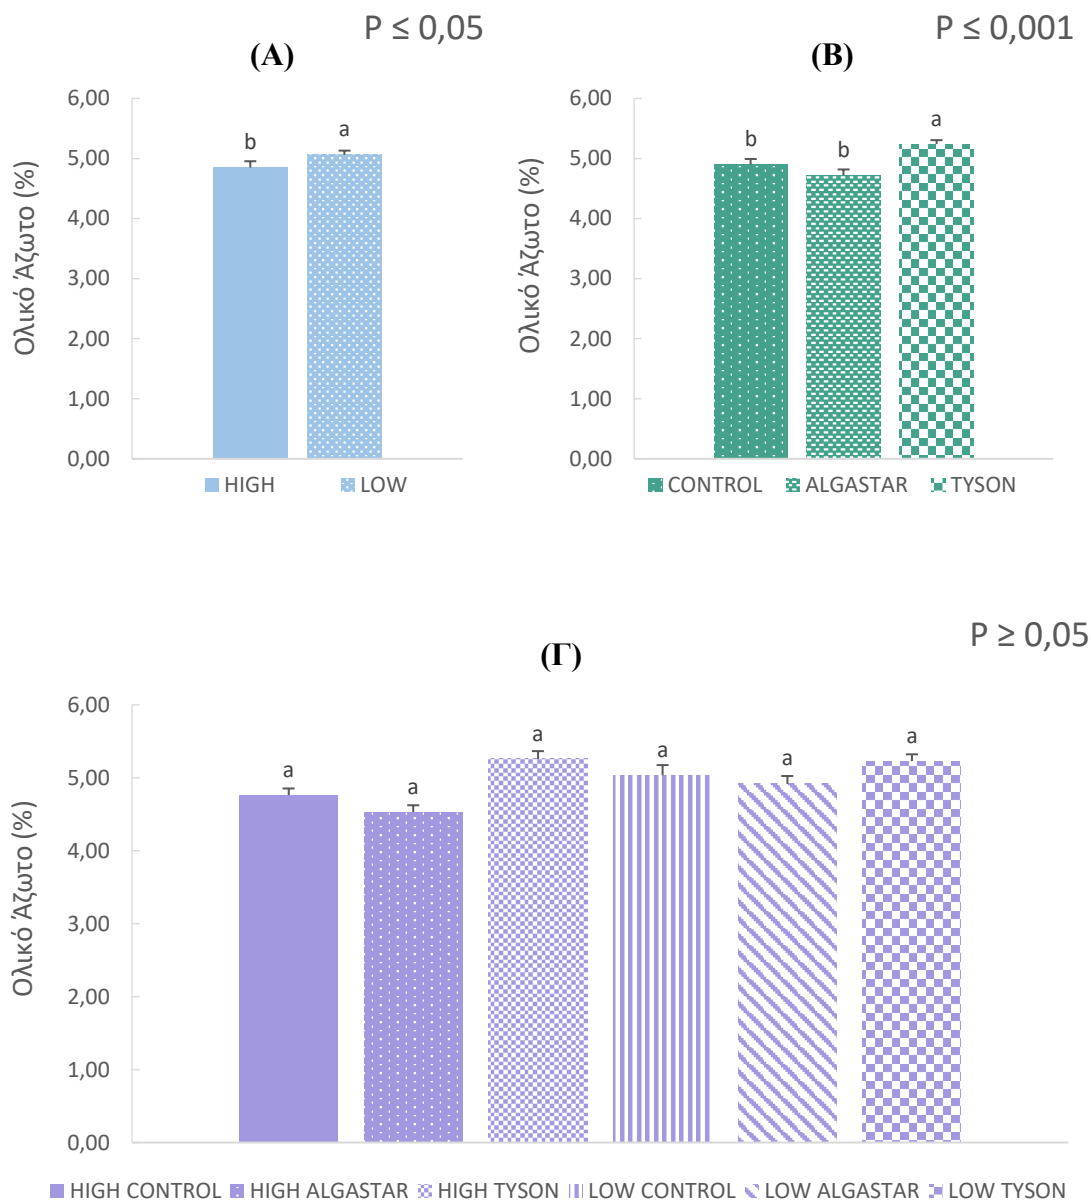 P ≤ 0,05
(Α)
6,00
5,00
4,00
3,00
2,00
1,00
0,00
Ολικό Άζωτο (%)
b
a
HIGH
LOW
P ≤ 0,001
(Β)
6,00
5,00
4,00
3,00
2,00
1,00
0,00
Ολικό Άζωτο (%)
b
b
a
CONTROL
ALGASTAR
TYSON
P ≥ 0,05
(Γ)
6,00
5,00
4,00
3,00
2,00
1,00
0,00
Ολικό Άζωτο (%)
a
a
a
a
a
a
HIGH CONTROL
HIGH ALGASTAR
HIGH TYSON
LOW CONTROL
LOW ALGASTAR
LOW TYSON